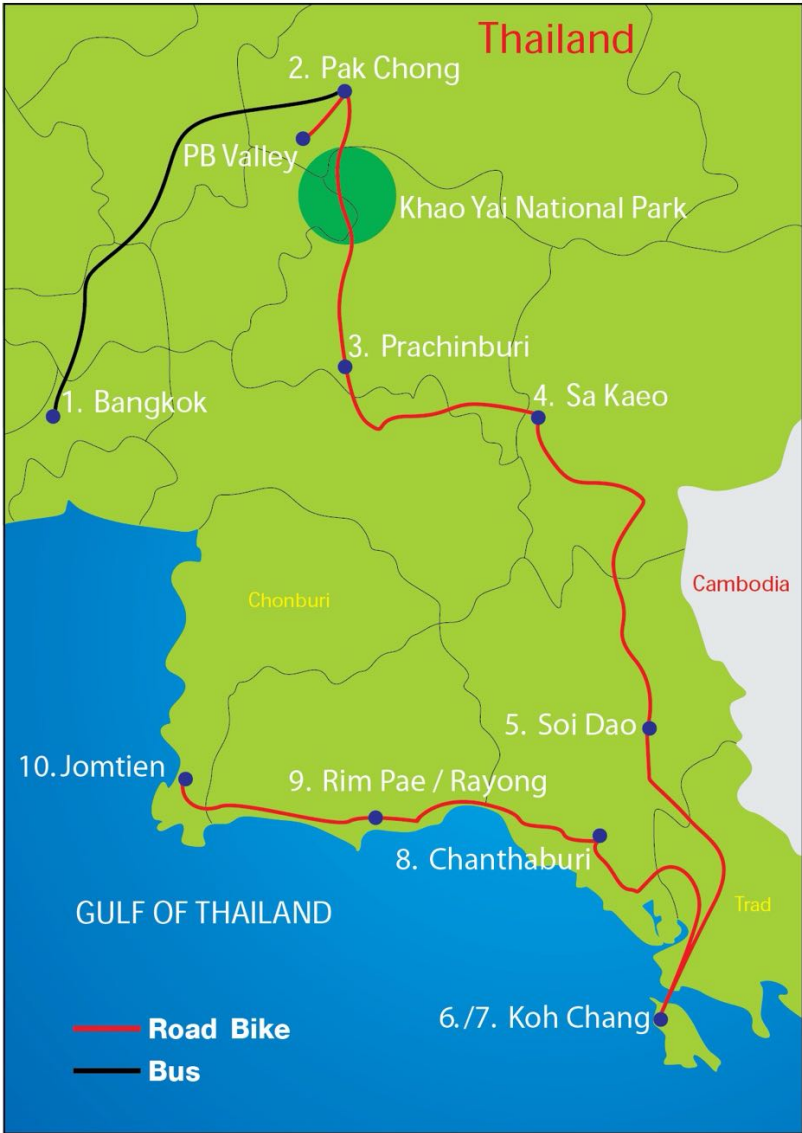 Thailand
2. Pak Chong
PB Valley
Khao Yai National Park
3. Prachinburi
1. Bangkok
4. Sa Kaeo
Cambodia
Chonburi
5. Soi Dao
10. Jomtien
9. Rim Pae / Rayong
8. Chanthaburi
Trad
GULF OF THAILAND
6./7. Koh Chang
Road Bike
Bus